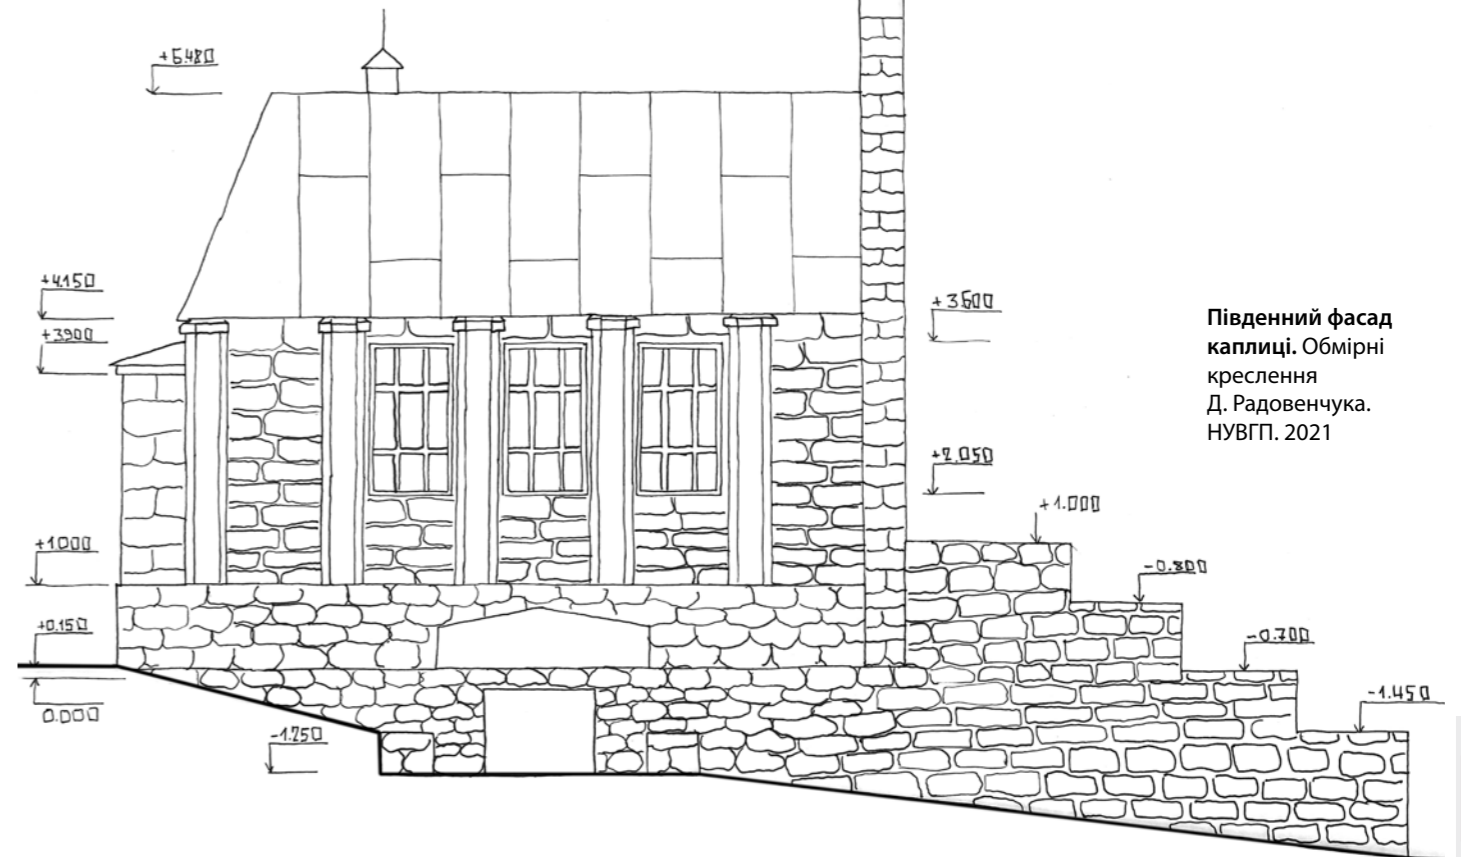 +6.480
+4.150
+3.900
+3.600
Південний фасад
каплиці. Обмірні
креслення
Д. Радовенчука.
НУВГП. 2021
+2.050
+1.000
+1.000
-0.800
+0.150
-0.700
-1.450
0.000
-1.250